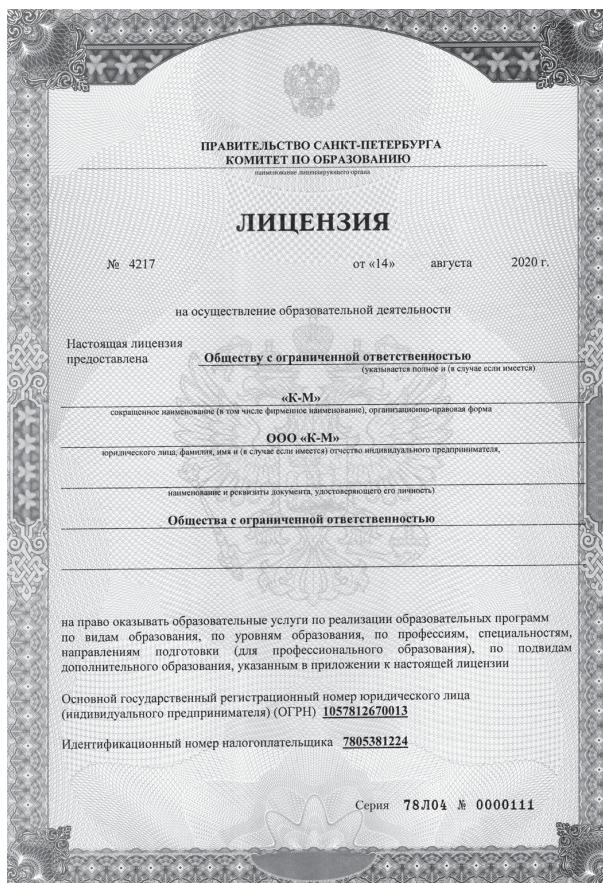 ПРАВИТЕЛЬСТВО САНКТ-ПЕТЕРБУРГА
КОМИТЕТ ПО ОБРАЗОВАНИЮ
наименование лицензирующего органа
ЛИЦЕНЗИЯ
№ 4217 от «14» августа 2020 г.
на осуществление образовательной деятельности
Настоящая лицензия
предоставлена Обществу с ограниченной ответственностью
(указывается полное и (в случае если имеется)
«К-М»
сокращенное наименование (в том числе фирменное наименование), организационно-правовая форма
ООО «К-М»
юридического лица, фамилия, имя и (в случае если имеется) отчество индивидуального предпринимателя,
наименование и реквизиты документа, удостоверяющего его личность)
Общества с ограниченной ответственностью
на право оказывать образовательные услуги по реализации образовательных программ
по видам образования, по уровням образования, по профессиям, специальностям,
направлениям подготовки (для профессионального образования), по подвидам
дополнительного образования, указанным в приложении к настоящей лицензии
Основной государственный регистрационный номер юридического лица
(индивидуального предпринимателя) (ОГРН) 1057812670013
Идентификационный номер налогоплательщика 7805381224
Серия 78Л04 № 0000111